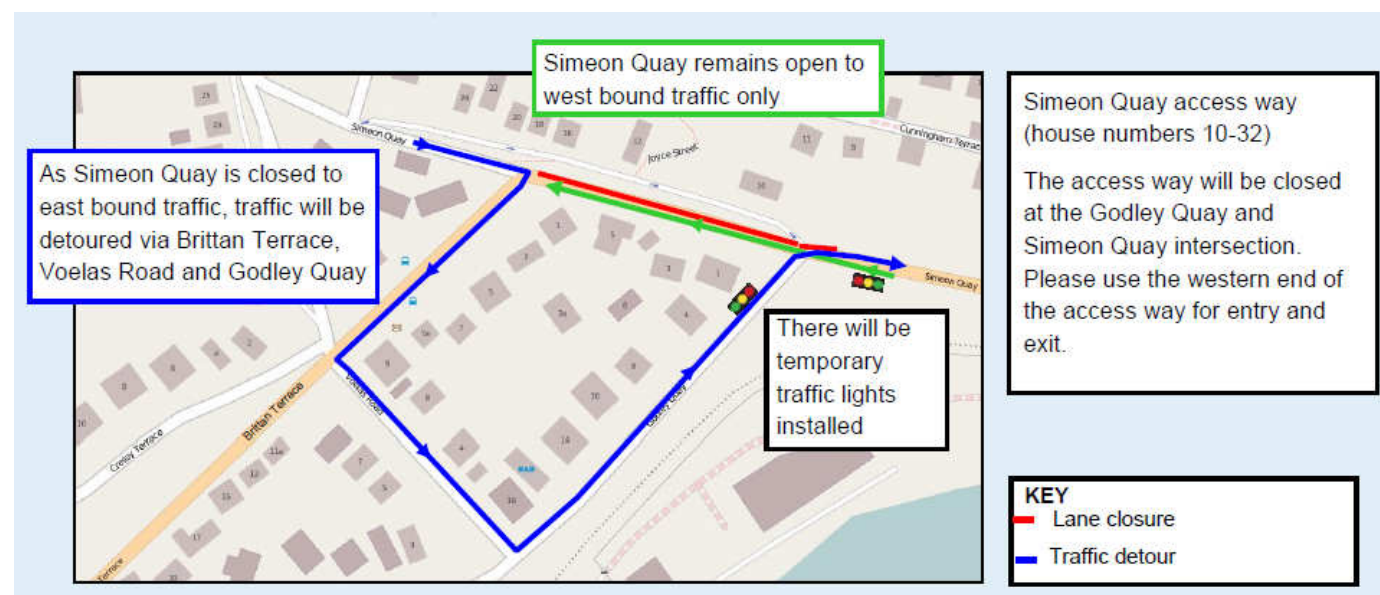 Simeon Quay remains open to
west bound traffic only
As Simeon Quay is closed to
east bound traffic, traffic will be
detoured via Brittan Terrace,
Voelas Road and Godley Quay
Simeon Quay access way
(house numbers 10-32)
The access way will be closed
at the Godley Quay and
Simeon Quay intersection.
Please use the western end of
the access way for entry and
exit.
There will be
temporary
traffic lights
installed
KEY
Lane closure
Traffic detour
Simeon Quay
Joyce Street
Cunningham Terrace
Simeon Quay
Voelas Road
Brittan Terrace
Cressy Terrace
Godley Quay
Terrace